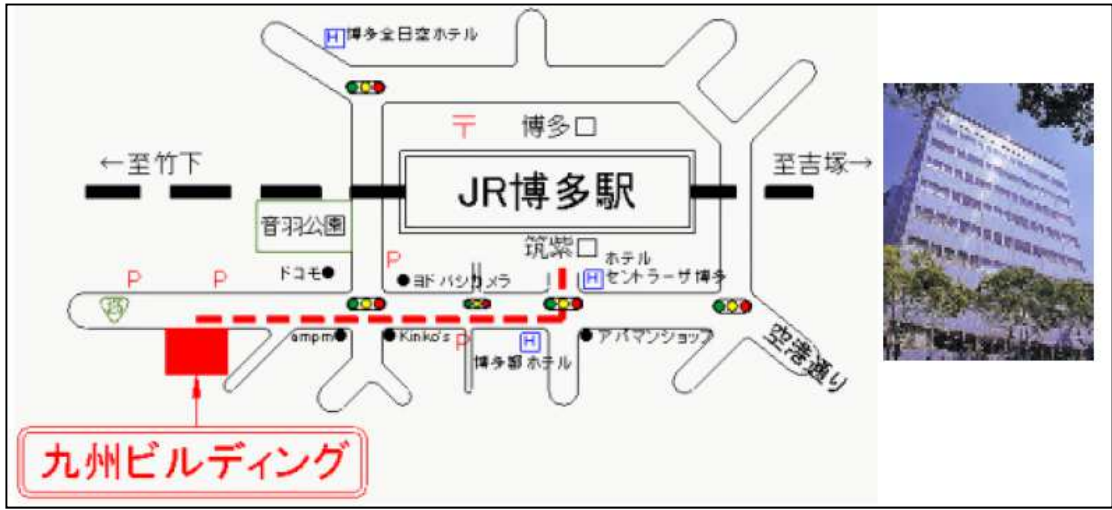 H 博多全日空ホテル
〒 博多口
←至竹下
至吉塚→
JR博多駅
音羽公園
筑紫口
P
P
ドコモ●
P
●ヨドバシカメラ
ホテル
H セントラーザ博多
ampm●
●Kinko's
P
H
博多都ホテル
●アパマンショップ
空港通り
九州ビルディング